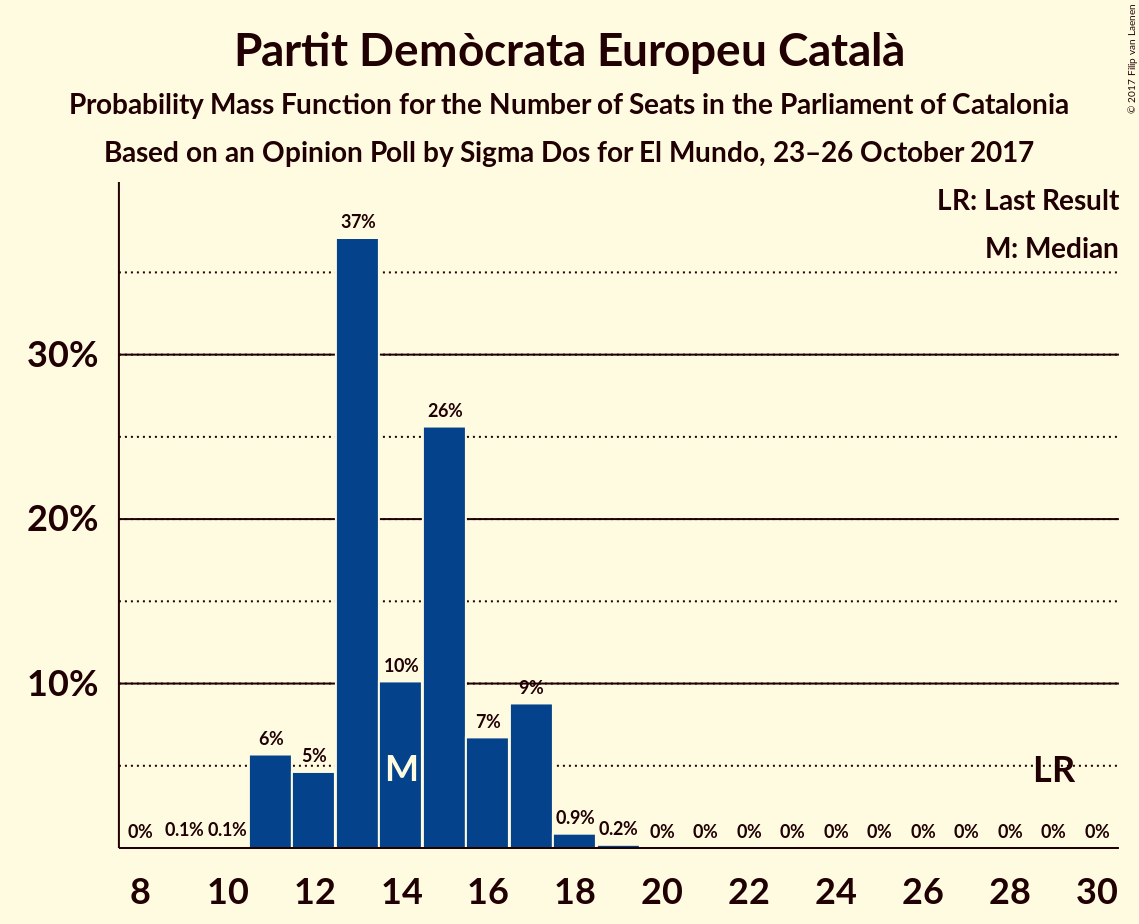 Partit Demòcrata Europeu Català
Probability Mass Function for the Number of Seats in the Parliament of Catalonia
Based on an Opinion Poll by Sigma Dos for El Mundo, 23–26 October 2017
© 2017 Filip van Laenen
LR: Last Result
M: Median
37%
30%
26%
20%
10%
10%
9%
7%
6%
5%
M
LR
0%
0.1%
0.1%
0.9%
0.2%
0%
0%
0%
0%
0%
0%
0%
0%
0%
0%
0%
8 10 12 14 16 18 20 22 24 26 28 30